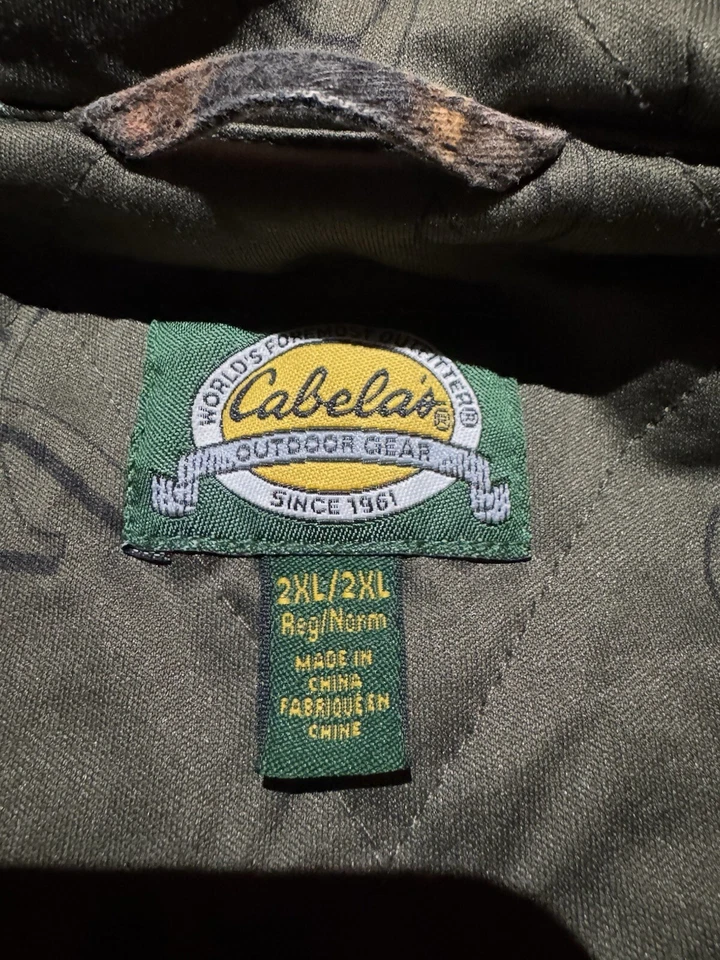 WORLD'S FOREMOST OUTFITTER®
Cabela's®
OUTDOOR GEAR
SINCE 1961
2XL/2XL
Reg/Norm
MADE IN
CHINA
FABRIQUÉ EN
CHINE